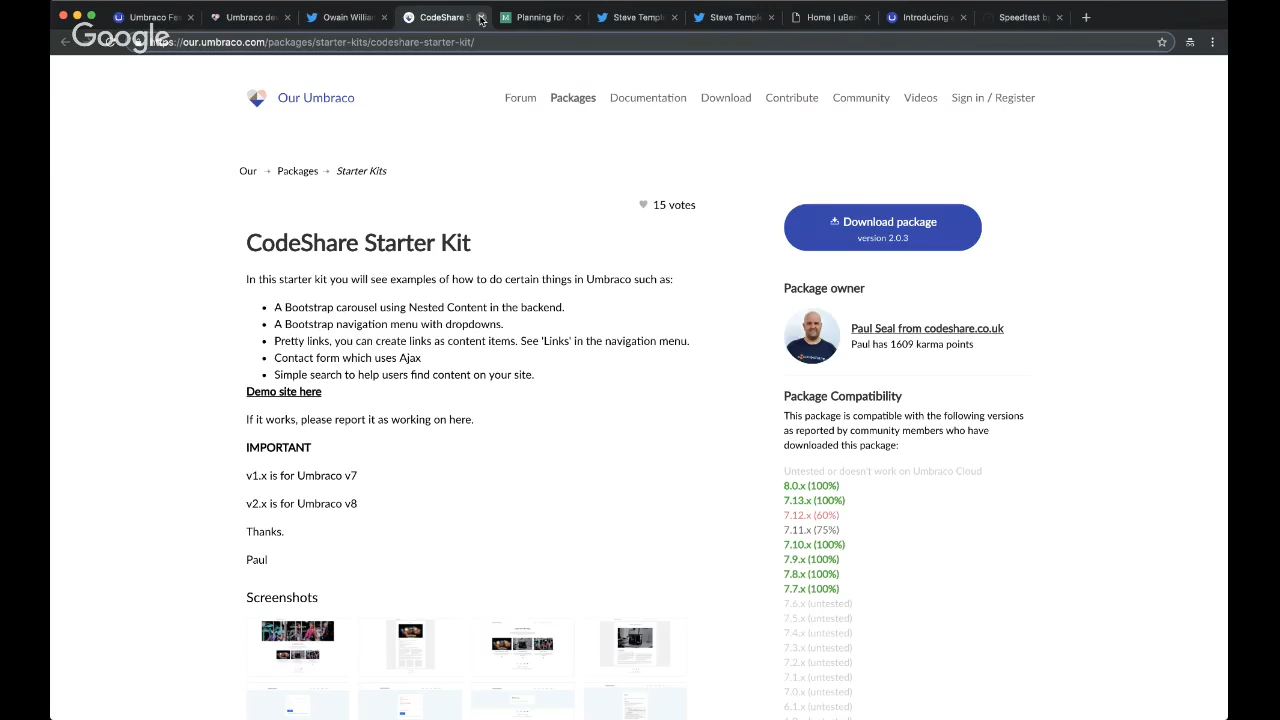 Umbraco Fes
Umbraco dev
Owain Willia
CodeShare S
Planning for
Steve Templ
Steve Templ
Home | uBer
Introducing
Speedtest b
Google
https://our.umbraco.com/packages/starter-kits/codeshare-starter-kit/
Our Umbraco
Forum
Packages
Documentation
Download
Contribute
Community
Videos
Sign in / Register
Our → Packages → Starter Kits
15 votes
CodeShare Starter Kit
In this starter kit you will see examples of how to do certain things in Umbraco such as:
• A Bootstrap carousel using Nested Content in the backend.
• A Bootstrap navigation menu with dropdowns.
• Pretty links, you can create links as content items. See 'Links' in the navigation menu.
• Contact form which uses Ajax
• Simple search to help users find content on your site.
Demo site here
If it works, please report it as working on here.
IMPORTANT
v1.x is for Umbraco v7
v2.x is for Umbraco v8
Thanks.
Paul
Screenshots
Download package
version 2.0.3
Package owner
Paul Seal from codeshare.co.uk
Paul has 1609 karma points
Package Compatibility
This package is compatible with the following versions
as reported by community members who have
downloaded this package:
Untested or doesn't work on Umbraco Cloud
8.0.x (100%)
7.13.x (100%)
7.12.x (60%)
7.11.x (75%)
7.10.x (100%)
7.9.x (100%)
7.8.x (100%)
7.7.x (100%)
7.6.x (untested)
7.5.x (untested)
7.4.x (untested)
7.3.x (untested)
7.2.x (untested)
7.1.x (untested)
7.0.x (untested)
6.1.x (untested)